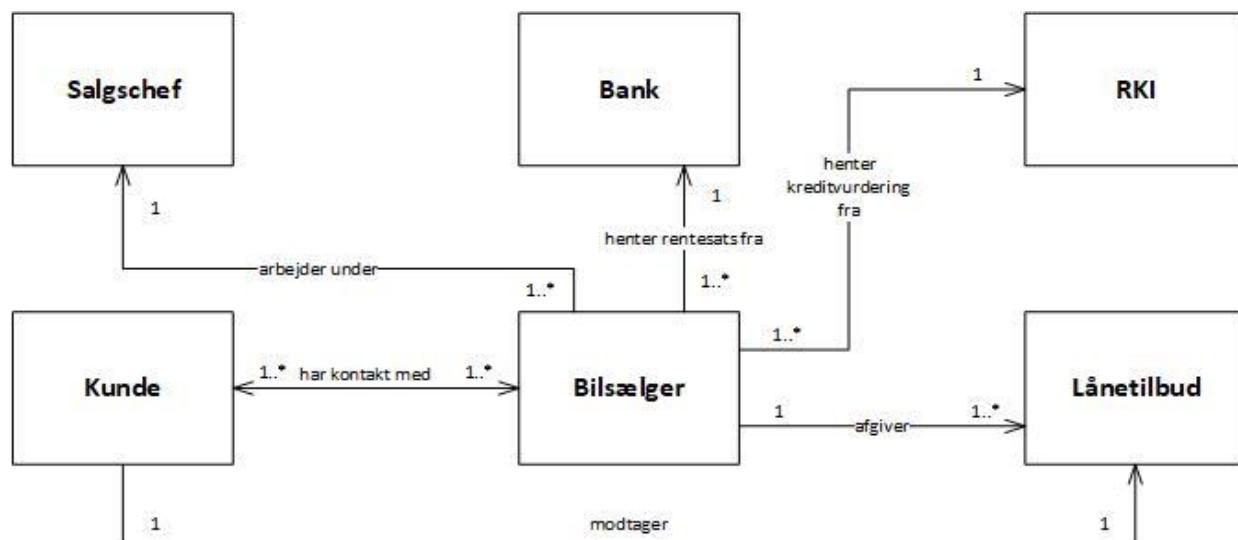 Salgschef
Bank
RKI
1
1
1
henter
kreditvurdering
fra
henter rentesats fra
arbejder under
1..*
1..*
1..*
Kunde
1..*
har kontakt med
1..*
Bilsælger
1
afgiver
1..*
Lånetilbud
1
modtager
1